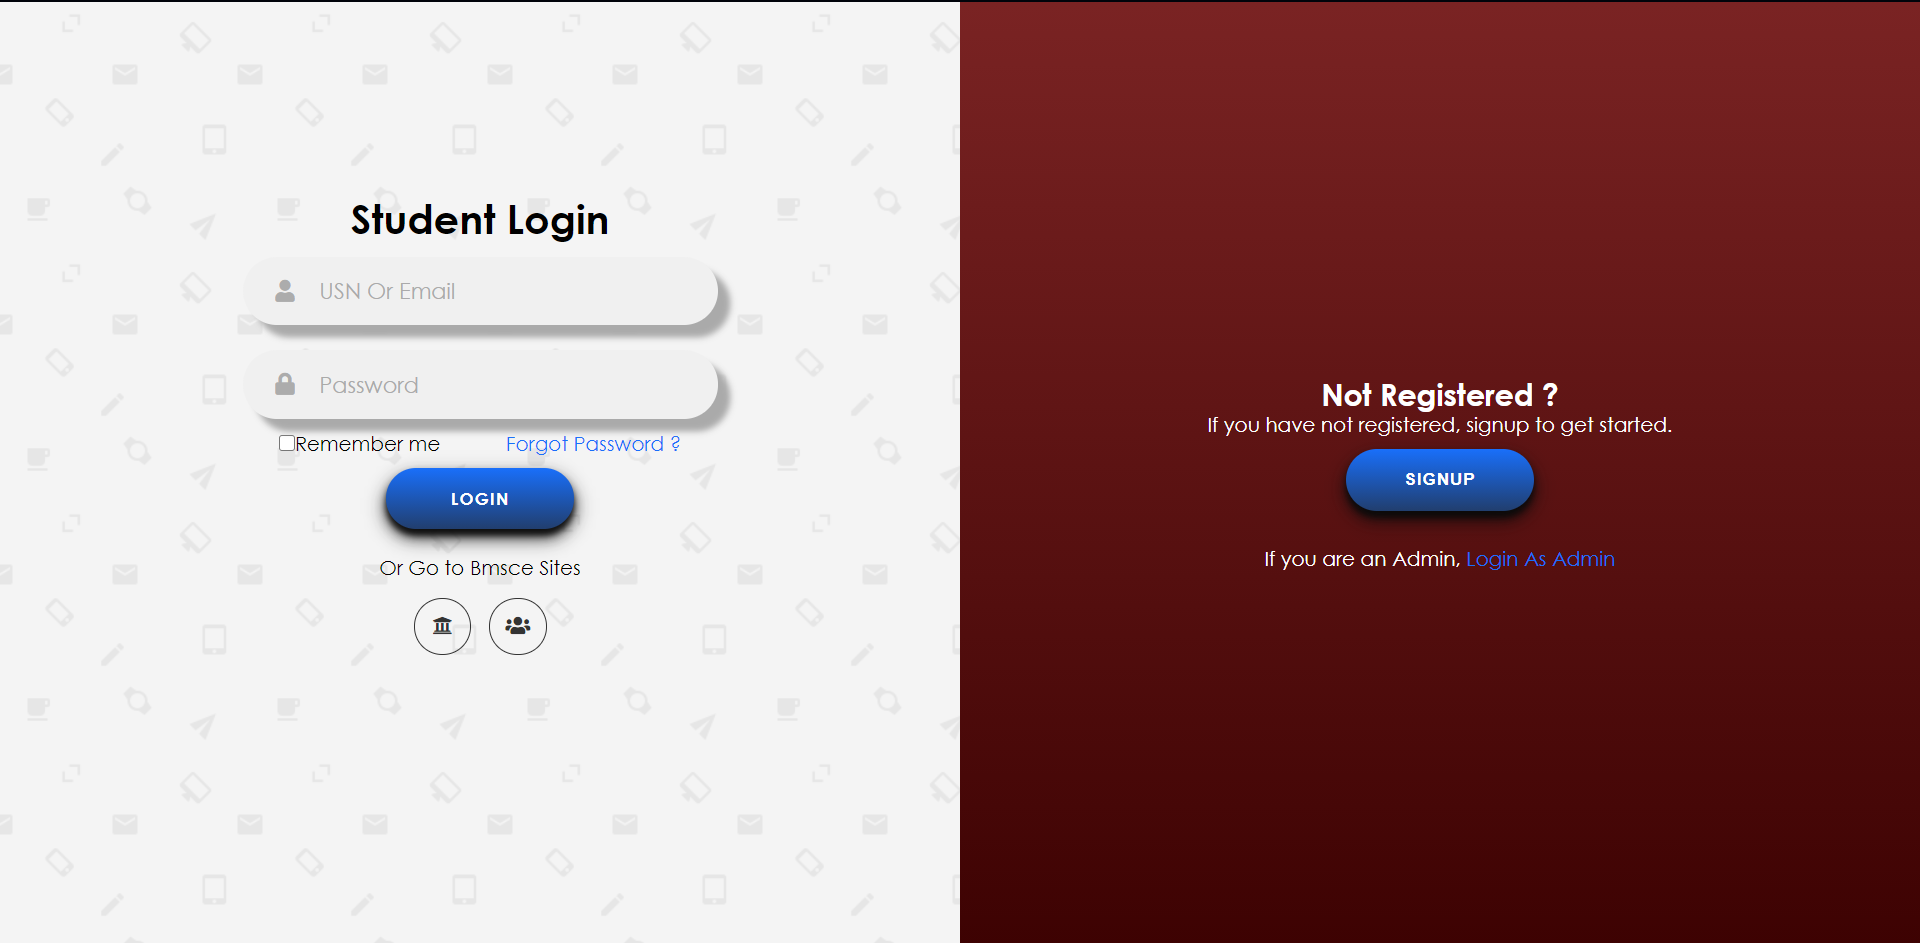 Student Login
USN Or Email
Password
Remember me
Forgot Password ?
LOGIN
Or Go to Bmsce Sites
Not Registered ?
If you have not registered, signup to get started.
SIGNUP
If you are an Admin, Login As Admin